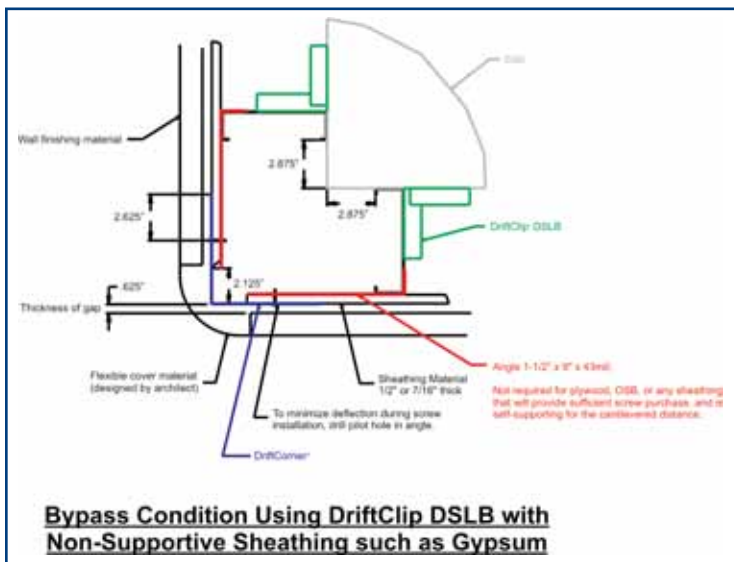 Slab
Wall finishing material
2.875"
2.875"
2.625"
DriftClip DSLB
2.125"
.625"
Thickness of gap
Flexible cover material
(designed by architect)
Sheathing Material
1/2" or 7/16" thick
Angle 1-1/2" x 9" x 43mil.
Not required for plywood, OSB, or any sheathing
that will provide sufficient screw purchase, and is
self-supporting for the cantilevered distance.
To minimize deflection during screw
installation, drill pilot hole in angle.
DriftCorner
Bypass Condition Using DriftClip DSLB with
Non-Supportive Sheathing such as Gypsum